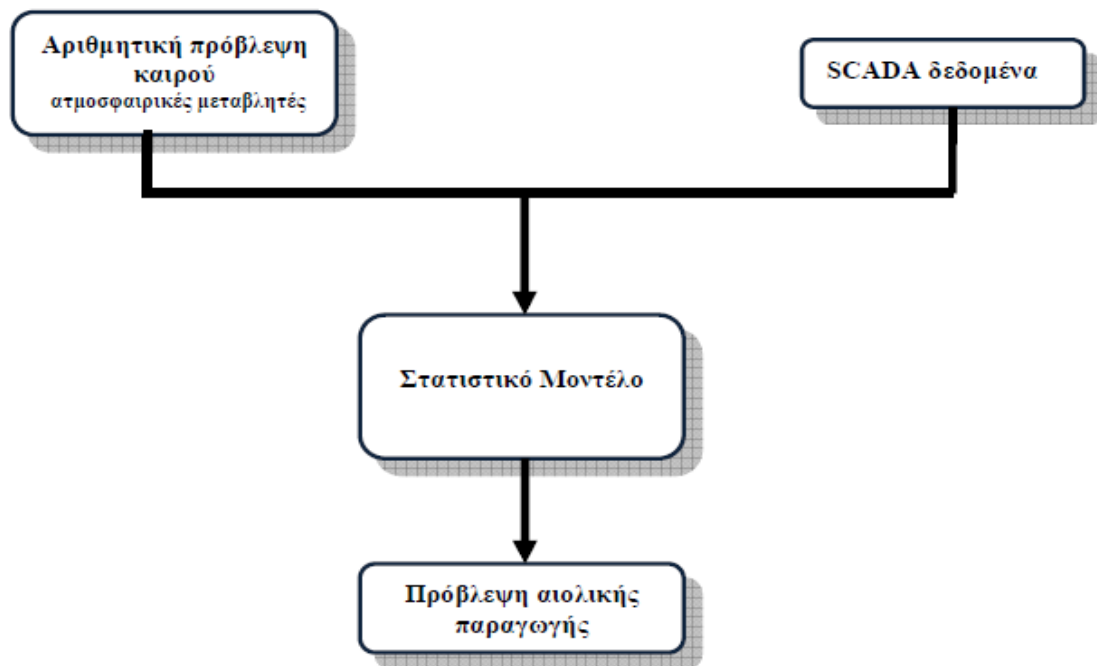 Αριθμητική πρόβλεψη
καιρού
ατμοσφαιρικές μεταβλητές
SCADA δεδομένα
Στατιστικό Μοντέλο
Πρόβλεψη αιολικής
παραγωγής